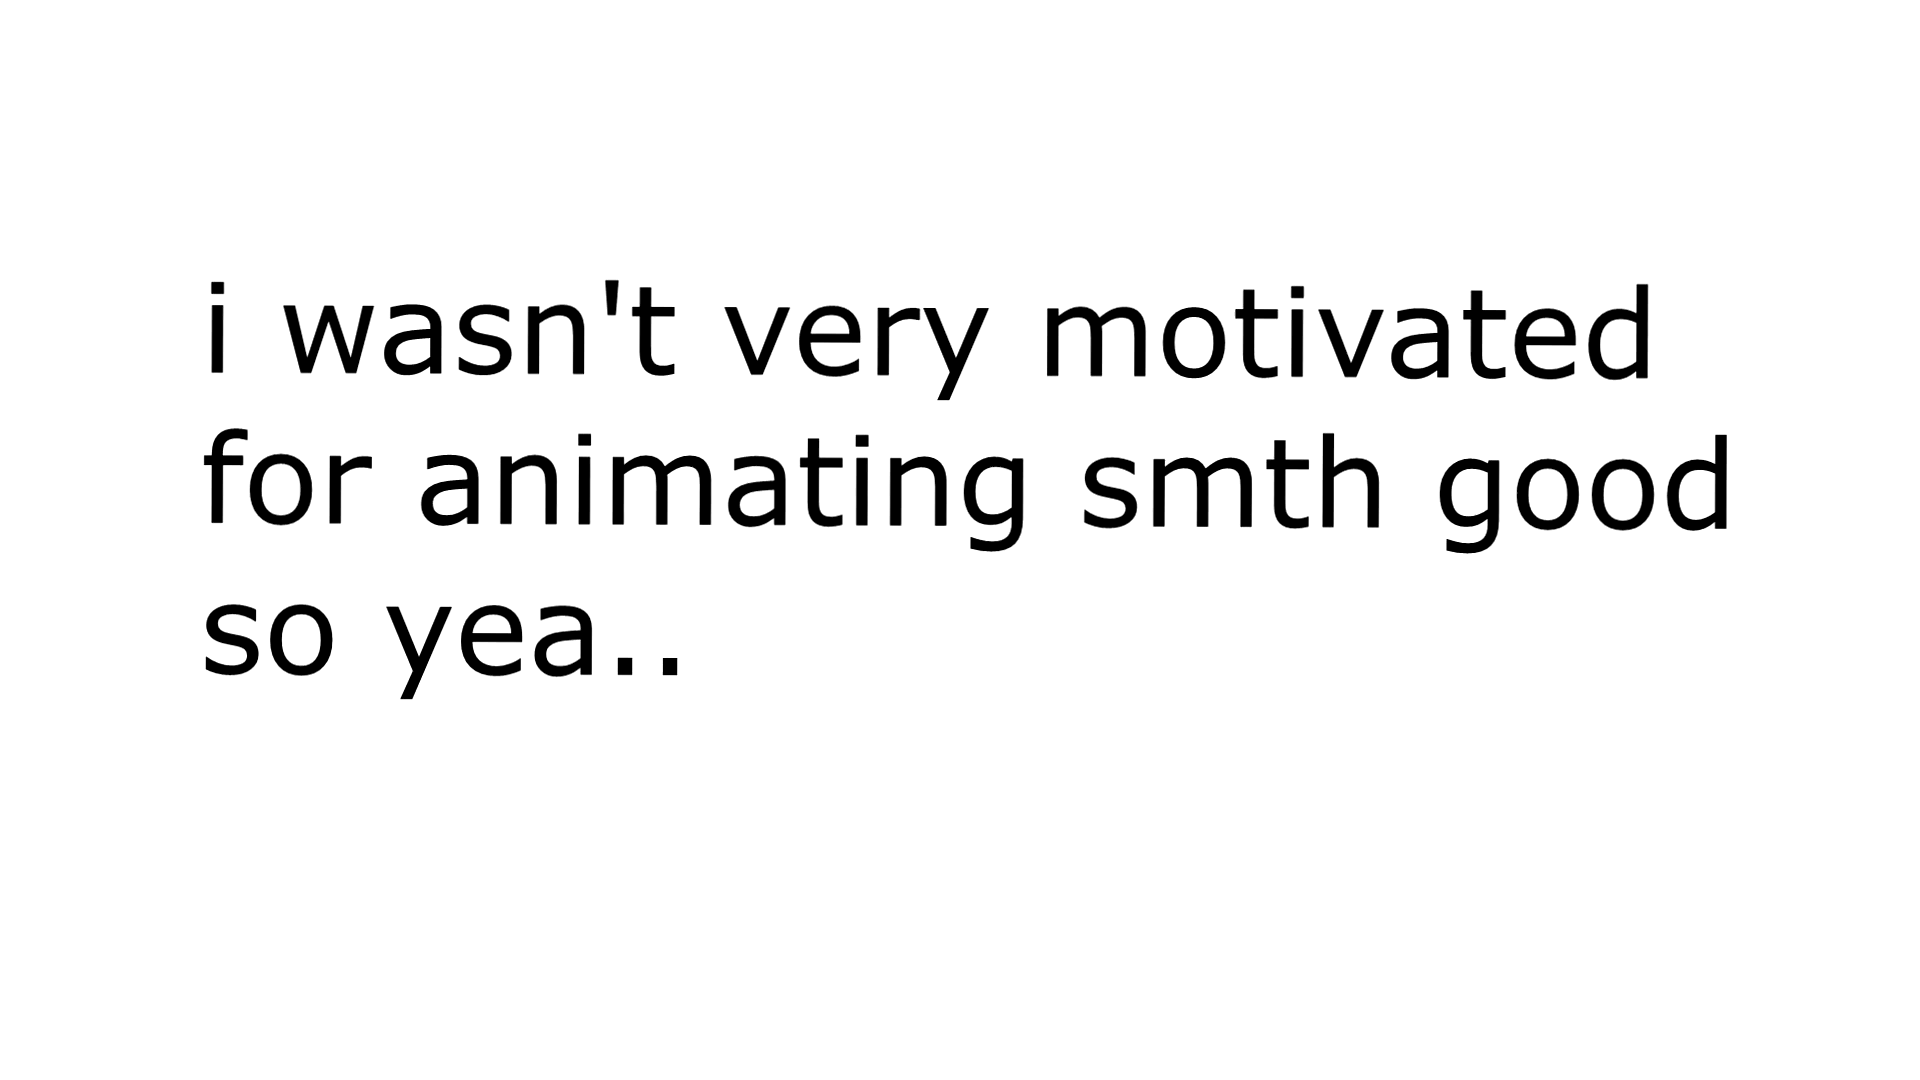 i wasn't very motivated
for animating smth good
so yea..